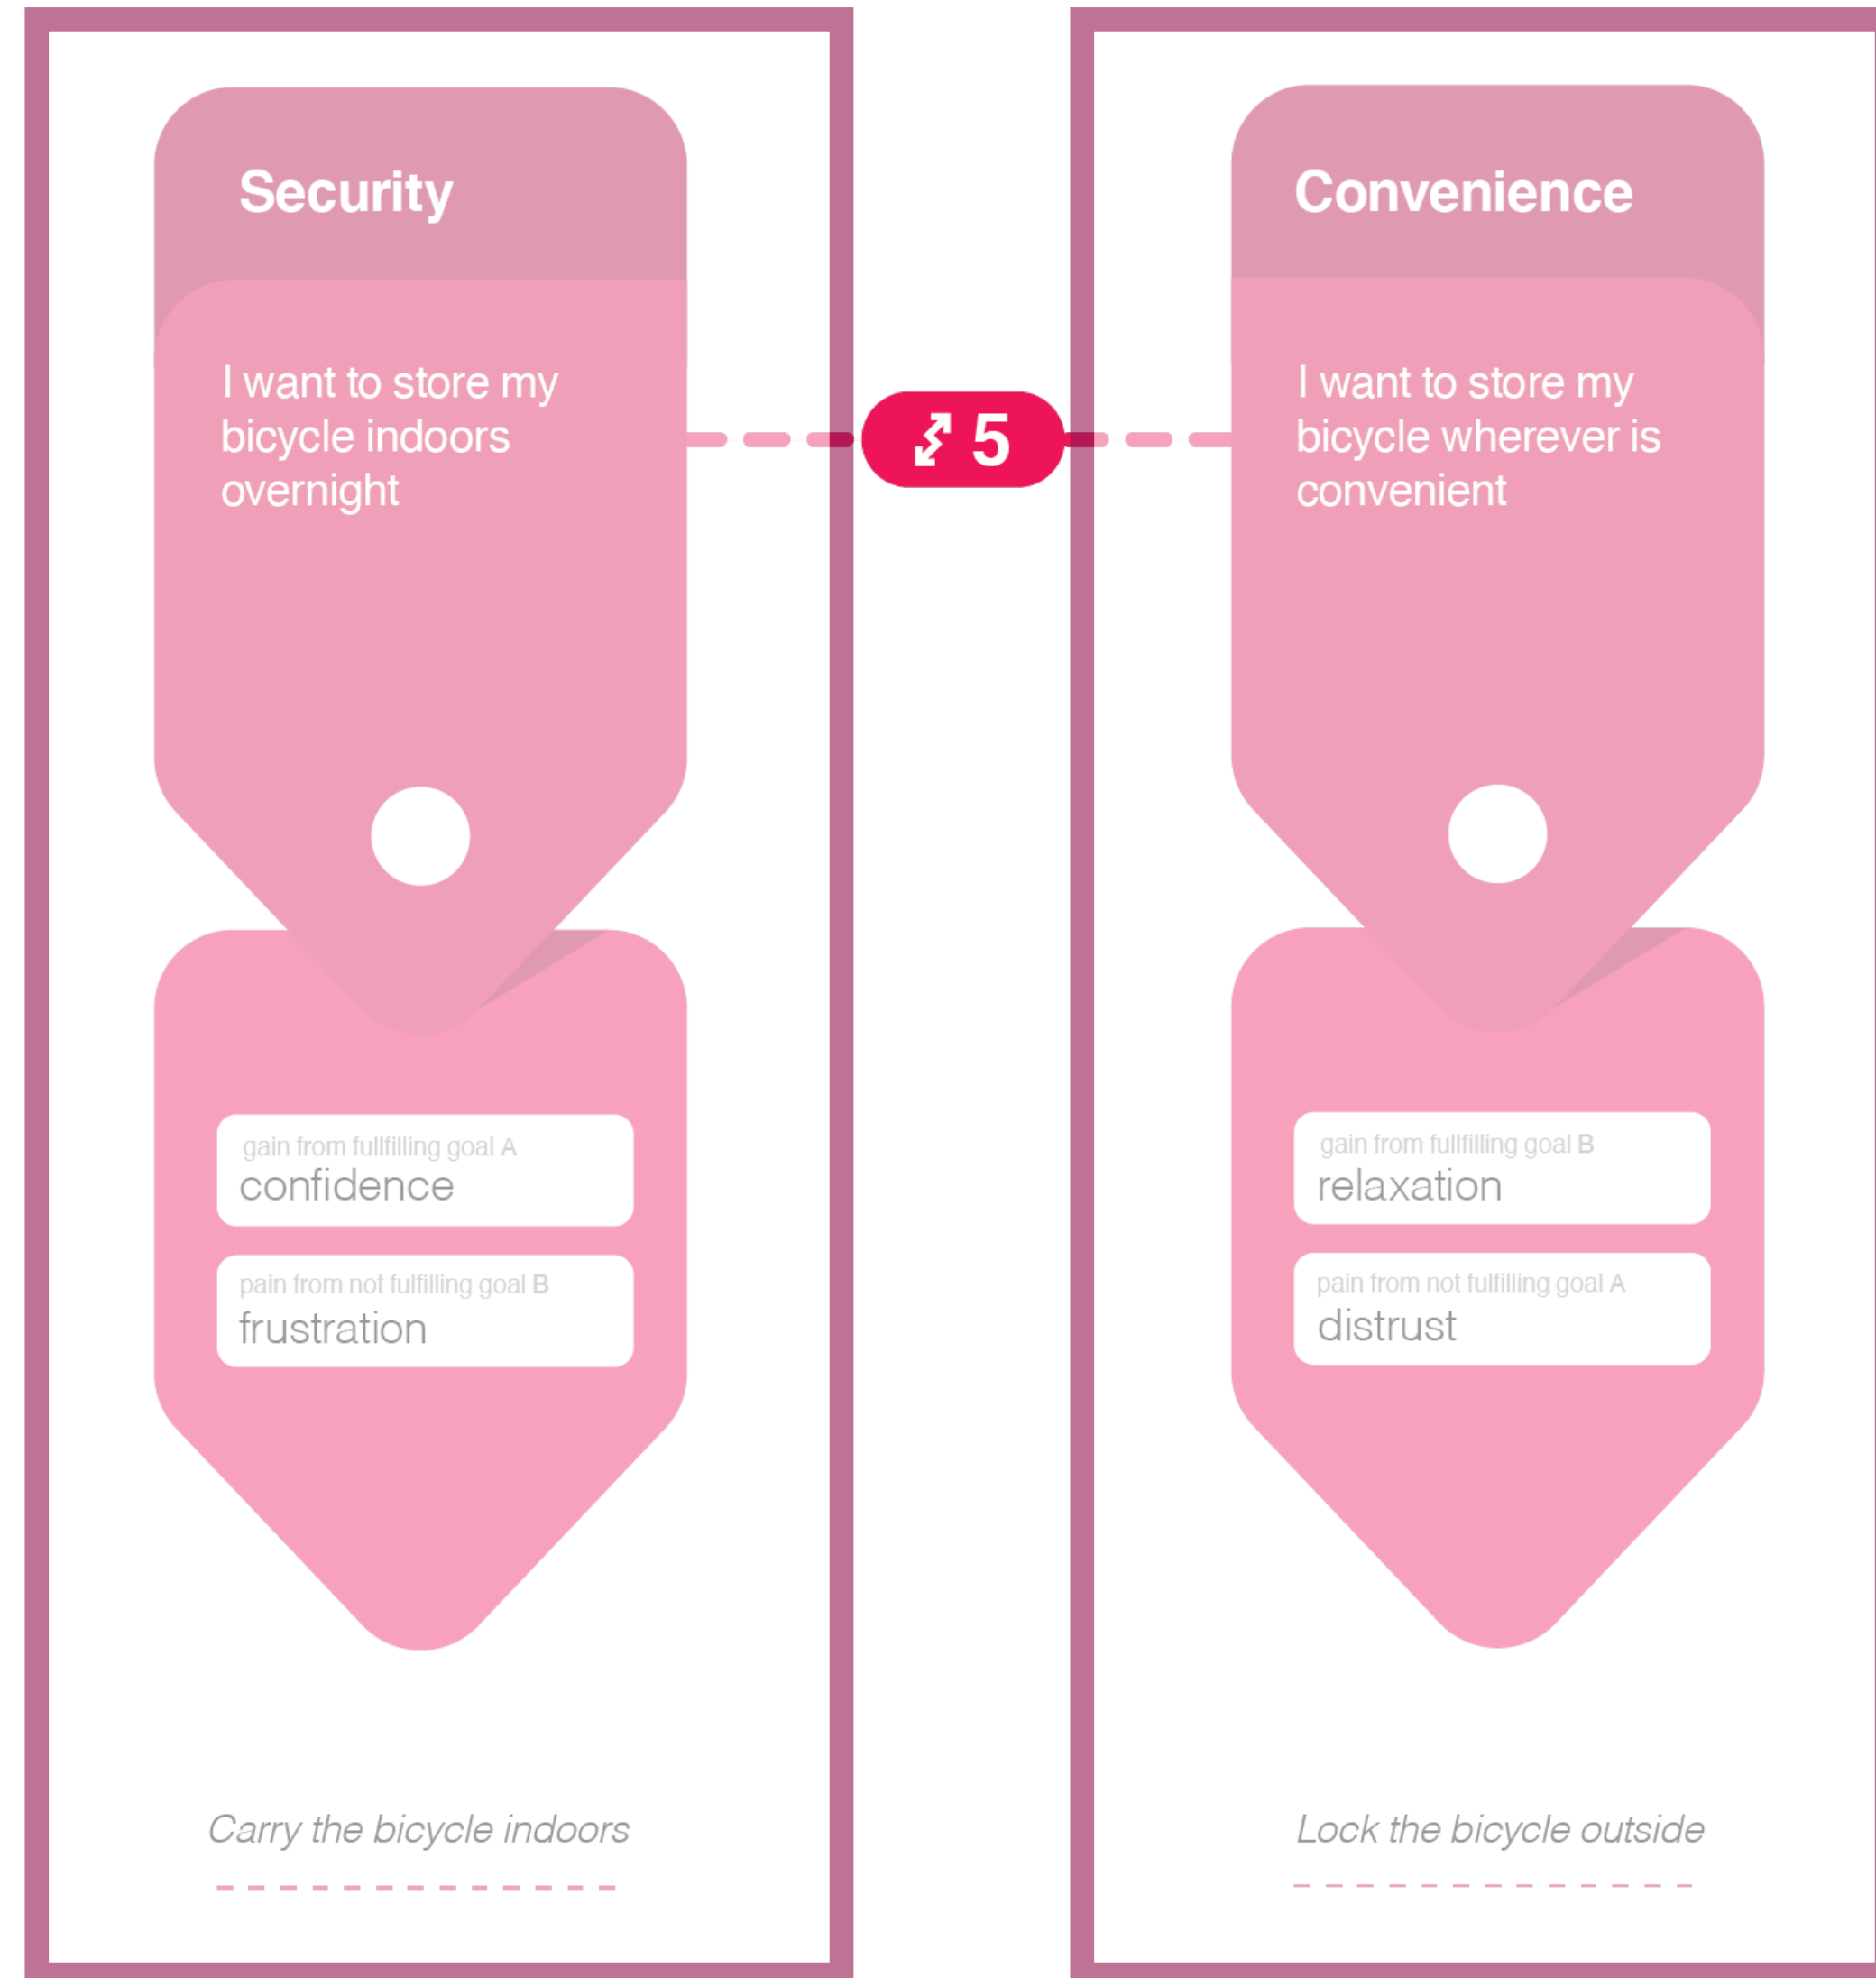 Security
I want to store my
bicycle indoors
overnight
5
Convenience
I want to store my
bicycle wherever is
convenient
gain from fullfilling goal A
confidence
pain from not fulfilling goal B
frustration
gain from fullfilling goal B
relaxation
pain from not fulfilling goal A
distrust
Carry the bicycle indoors
Lock the bicycle outside